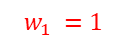 w₁ = 1